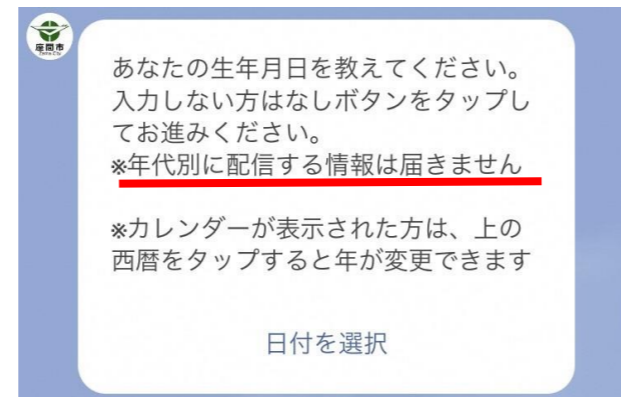 座間市
Zama City
あなたの生年月日を教えてください。
入力しない方はなしボタンをタップし
てお進みください。
※年代別に配信する情報は届きません
※カレンダーが表示された方は、上の
西暦をタップすると年が変更できます
日付を選択